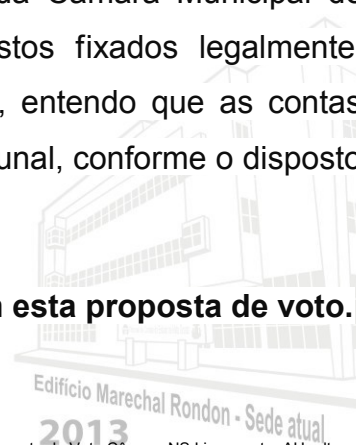 da Câmara Municipal de
stos fixados legalmente
, entendo que as contas
unal, conforme o disposto
esta proposta de voto.
Edifício Marechal Rondon - Sede atual
2013